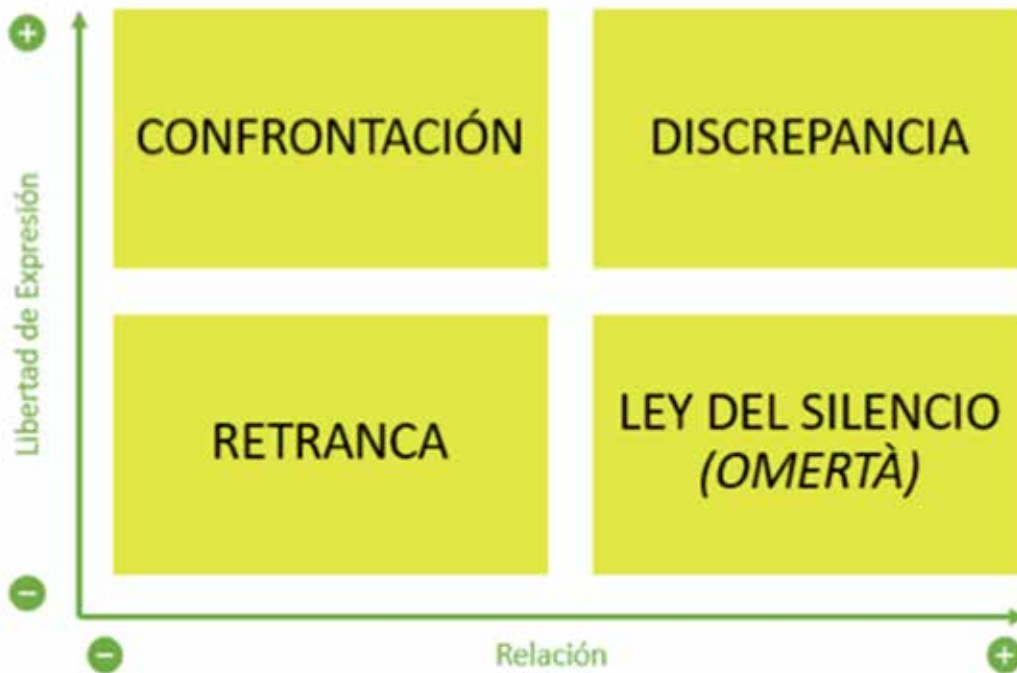 +
CONFRONTACIÓN
DISCREPANCIA
Libertad de Expresión
RETRANCA
LEY DEL SILENCIO
(OMERTÀ)
−
−
Relación
+